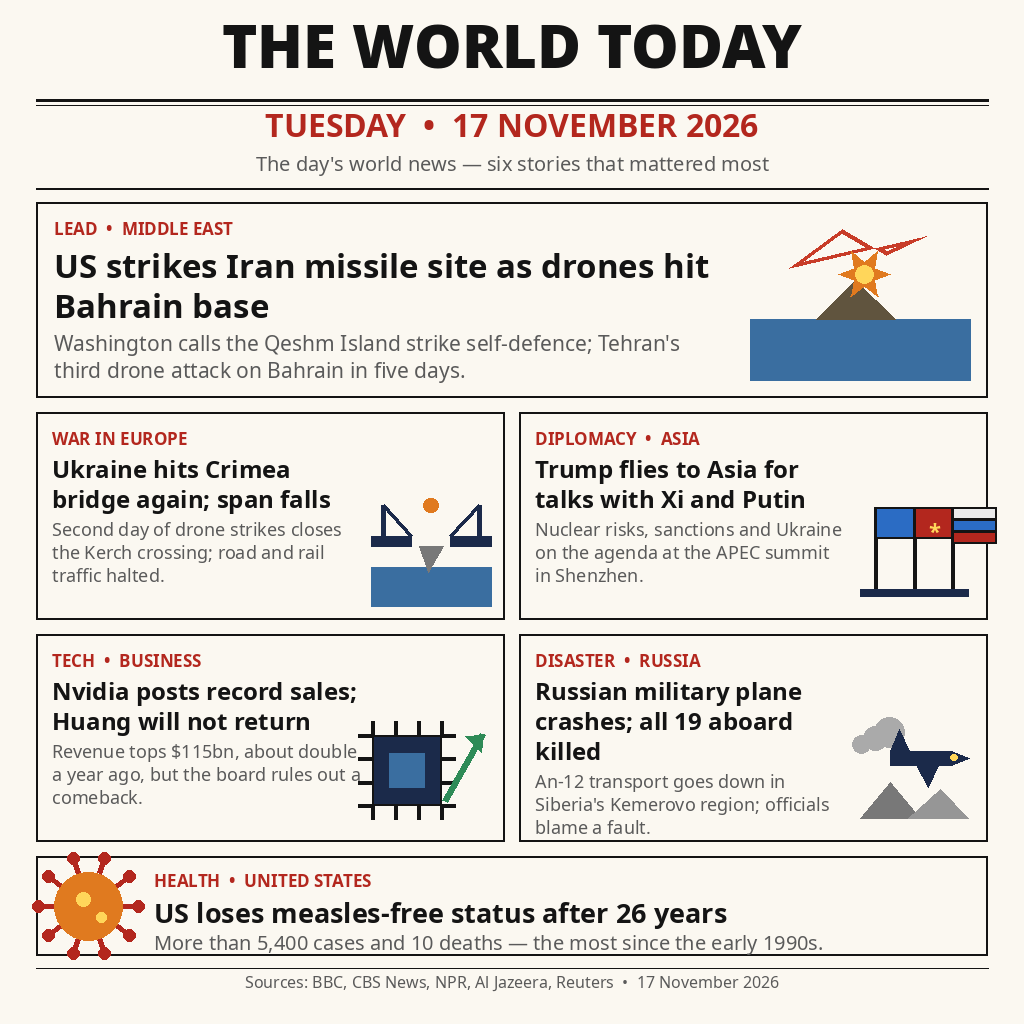 THE WORLD TODAY
TUESDAY • 17 NOVEMBER 2026
The day's world news — six stories that mattered most
LEAD • MIDDLE EAST
US strikes Iran missile site as drones hit
Bahrain base
Washington calls the Qeshm Island strike self-defence; Tehran's
third drone attack on Bahrain in five days.
WAR IN EUROPE
Ukraine hits Crimea
bridge again; span falls
Second day of drone strikes closes
the Kerch crossing; road and rail
traffic halted.
DIPLOMACY • ASIA
Trump flies to Asia for
talks with Xi and Putin
Nuclear risks, sanctions and Ukraine
on the agenda at the APEC summit
in Shenzhen.
TECH • BUSINESS
Nvidia posts record sales;
Huang will not return
Revenue tops $115bn, about double
a year ago, but the board rules out a
comeback.
DISASTER • RUSSIA
Russian military plane
crashes; all 19 aboard
killed
An-12 transport goes down in
Siberia's Kemerovo region; officials
blame a fault.
HEALTH • UNITED STATES
US loses measles-free status after 26 years
More than 5,400 cases and 10 deaths — the most since the early 1990s.
Sources: BBC, CBS News, NPR, Al Jazeera, Reuters • 17 November 2026